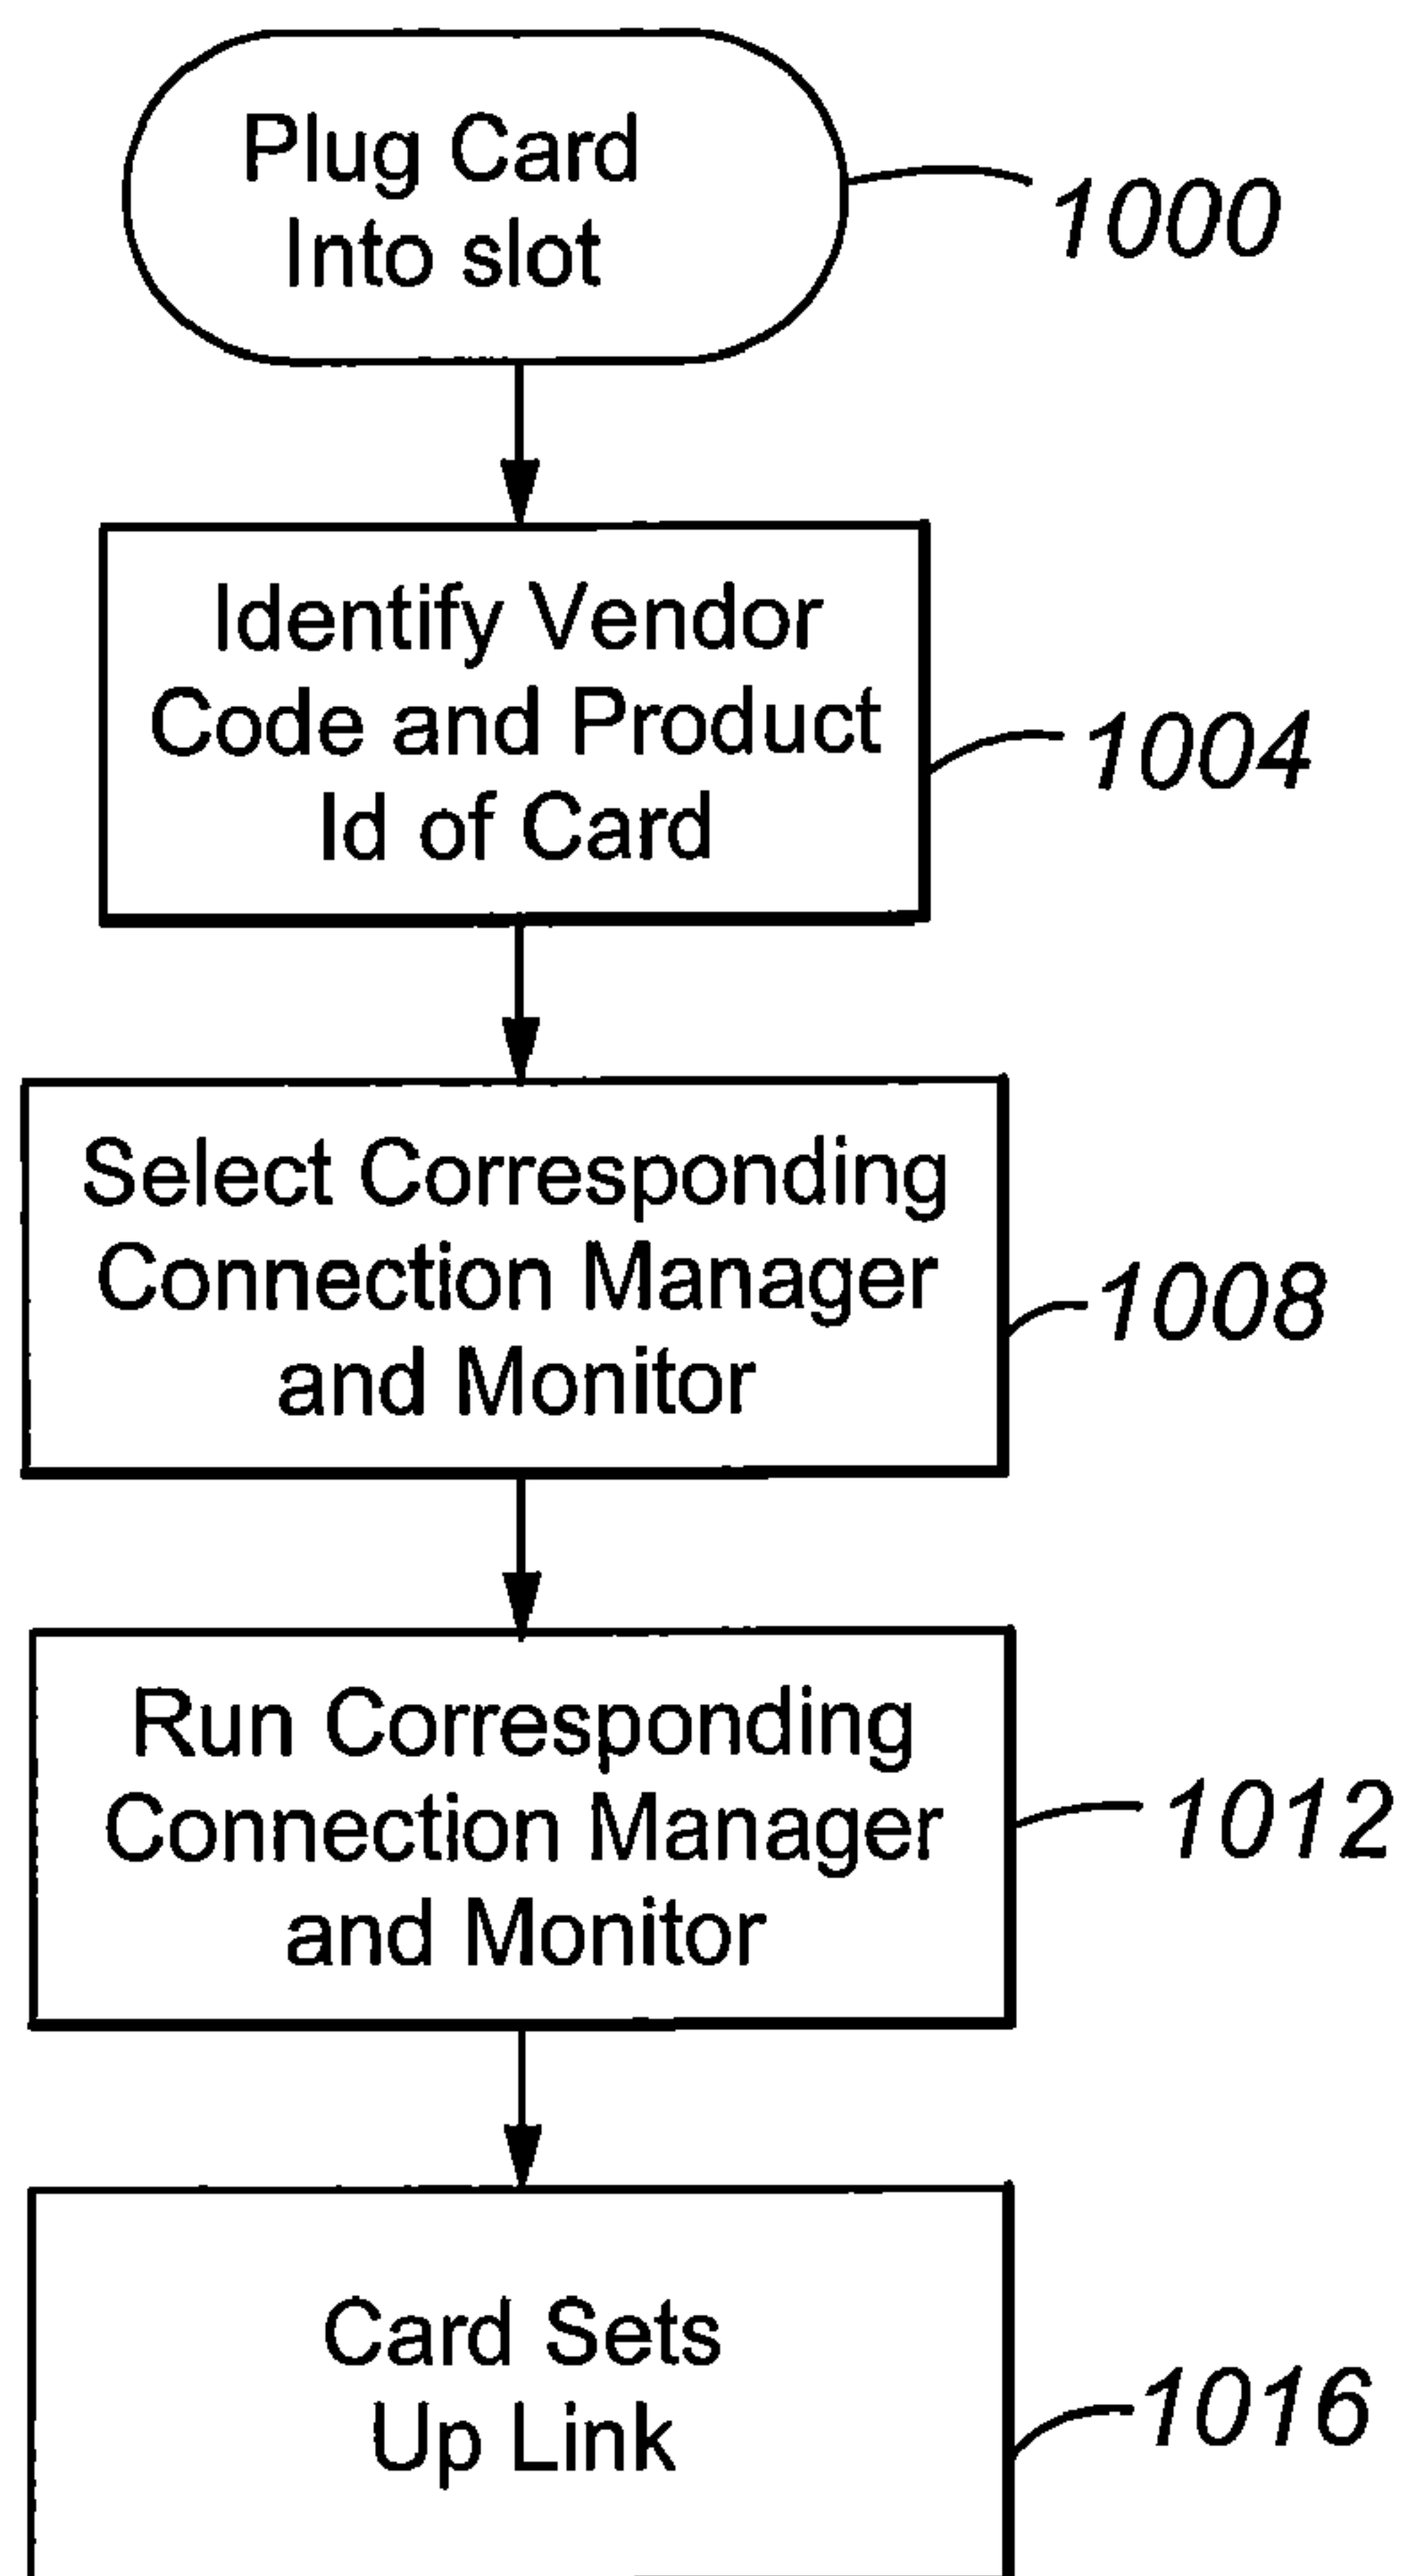 Plug Card
Into slot
1000
Identify Vendor
Code and Product
Id of Card
1004
Select Corresponding
Connection Manager
and Monitor
1008
Run Corresponding
Connection Manager
and Monitor
1012
Card Sets
Up Link
1016